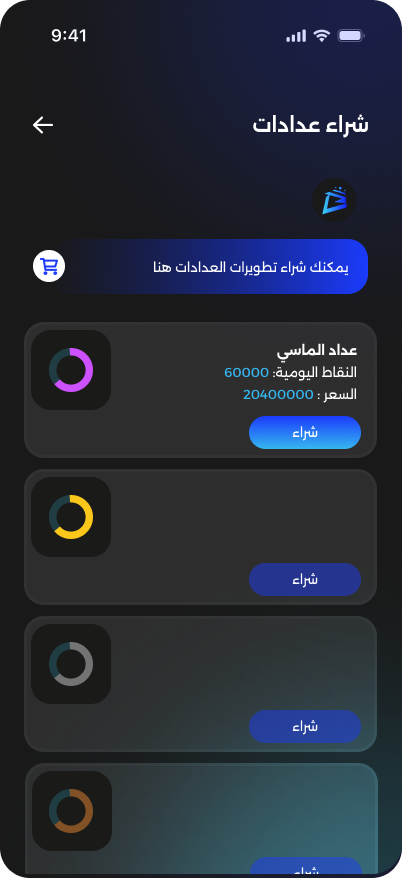 9:41
شراء عدادات
يمكنك شراء تطويرات العدادات هنا
عداد الماسي
النقاط اليومية: 60000
السعر : 20400000
شراء
شراء
شراء
شراء